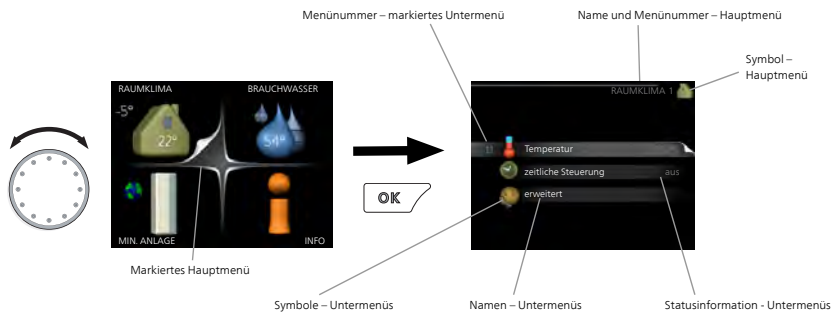 Menünummer – markiertes Untermenü
Name und Menünummer – Hauptmenü
Symbol –
Hauptmenü
RAUMKLIMA
BRAUCHWASSER
-5°
22°
54°
MIN. ANLAGE
INFO
OK
RAUMKLIMA 1
1.1
Temperatur
zeitliche Steuerung
aus
erweitert
Markiertes Hauptmenü
Symbole – Untermenüs
Namen – Untermenüs
Statusinformation - Untermenüs